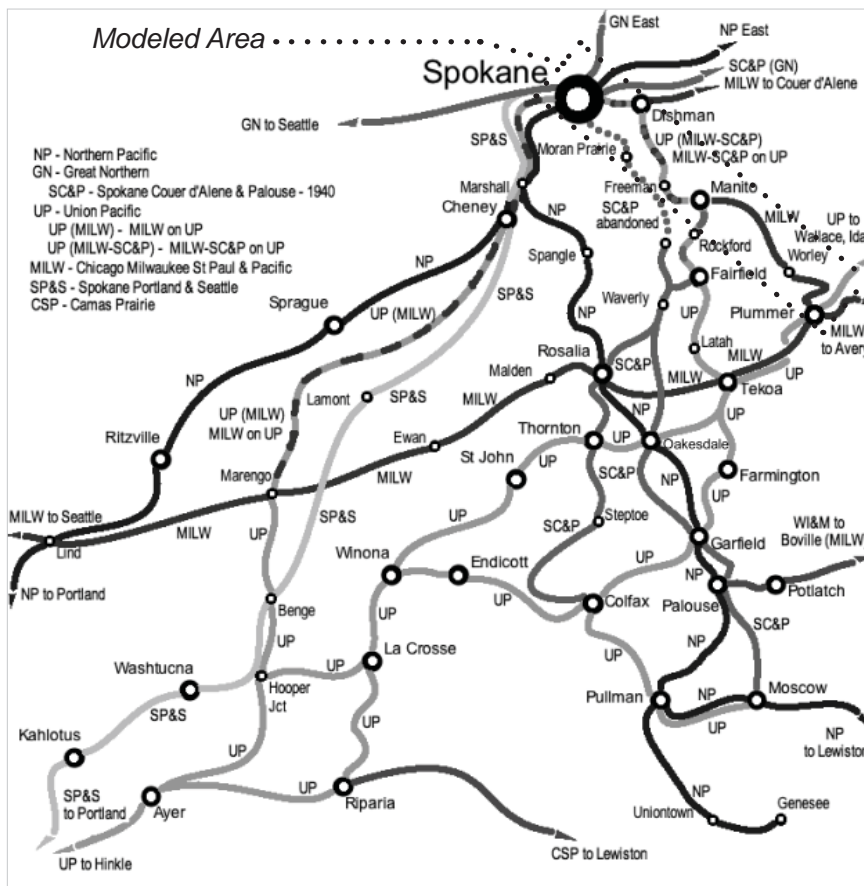 Modeled Area
GN East
NP East
Spokane
SC&P (GN)
MILW to Couer d'Alene
GN to Seattle
SP&S
Dishman
Moran Prairie
UP (MILW-SC&P)
MILW-SC&P on UP
NP - Northern Pacific
GN - Great Northern
SC&P - Spokane Couer d'Alene & Palouse - 1940
UP - Union Pacific
UP (MILW) - MILW on UP
UP (MILW-SC&P) - MILW-SC&P on UP
MILW - Chicago Milwaukee St Paul & Pacific
SP&S - Spokane Portland & Seattle
CSP - Camas Prairie
Marshall
Freeman
Manito
Cheney
NP
SC&P
abandoned
MILW
UP to
Wallace, Ida
Rockford
Worley
Spangle
NP
SP&S
Fairfield
Sprague
UP (MILW)
NP
Waverly
UP
Plummer
MILW
to Avery
Latah
Rosalia
SC&P
MILW
NP
Malden
MILW
UP
Tekoa
Lamont
SP&S
MILW
UP (MILW)
MILW on UP
NP
UP
Ritzville
Ewan
Thornton
UP
Oakesdale
St John
UP
Marengo
SC&P
NP
Farmington
MILW
SP&S
MILW to Seattle
Lind
MILW
UP
UP
Steptoe
SC&P
WI&M to
Boville (MILW)
Garfield
Winona
Endicott
UP
NP
NP to Portland
Benge
UP
Colfax
Palouse
Potlatch
UP
SC&P
NP
Washtucna
UP
La Crosse
UP
Hooper
Jct
Pullman
NP
Moscow
SP&S
UP
UP
Kahlotus
UP
NP
to Lewiston
SP&S
to Portland
Ayer
UP
Riparia
NP
Uniontown
Genesee
UP to Hinkle
CSP to Lewiston